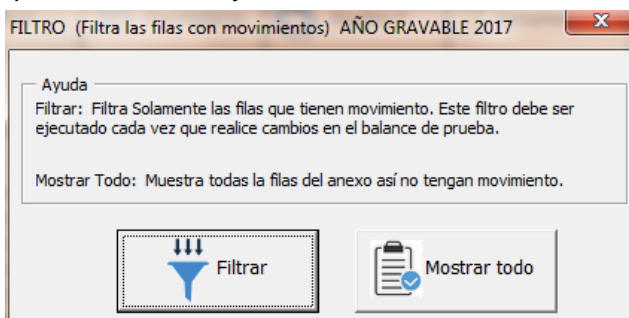 FILTRO (Filtra las filas con movimientos) AÑO GRAVABLE 2017
Ayuda
Filtrar: Filtra Solamente las filas que tienen movimiento. Este filtro debe ser
ejecutado cada vez que realice cambios en el balance de prueba.
Mostrar Todo: Muestra todas la filas del anexo así no tengan movimiento.
Filtrar
Mostrar todo